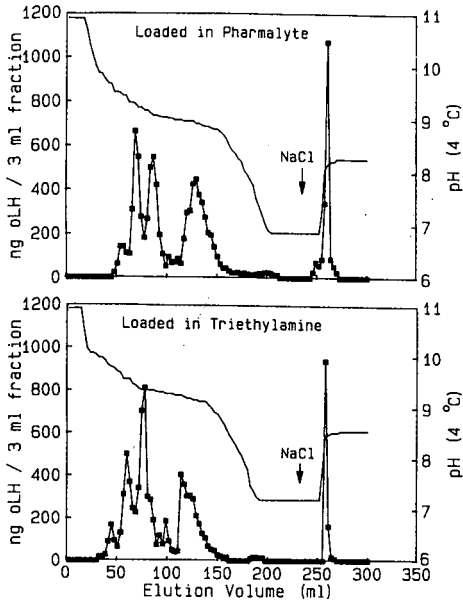 1200
1000
800
600
400
200
0
ng oLH / 3 ml fraction
Loaded in Pharmalyte
NaCl
11
10
9
8
7
6
pH (4 °C)
1200
1000
800
600
400
200
0
ng oLH / 3 ml fraction
Loaded in Triethylamine
NaCl
11
10
9
8
7
6
pH (4 °C)
0 50 100 150 200 250 300 350
Elution Volume (ml)